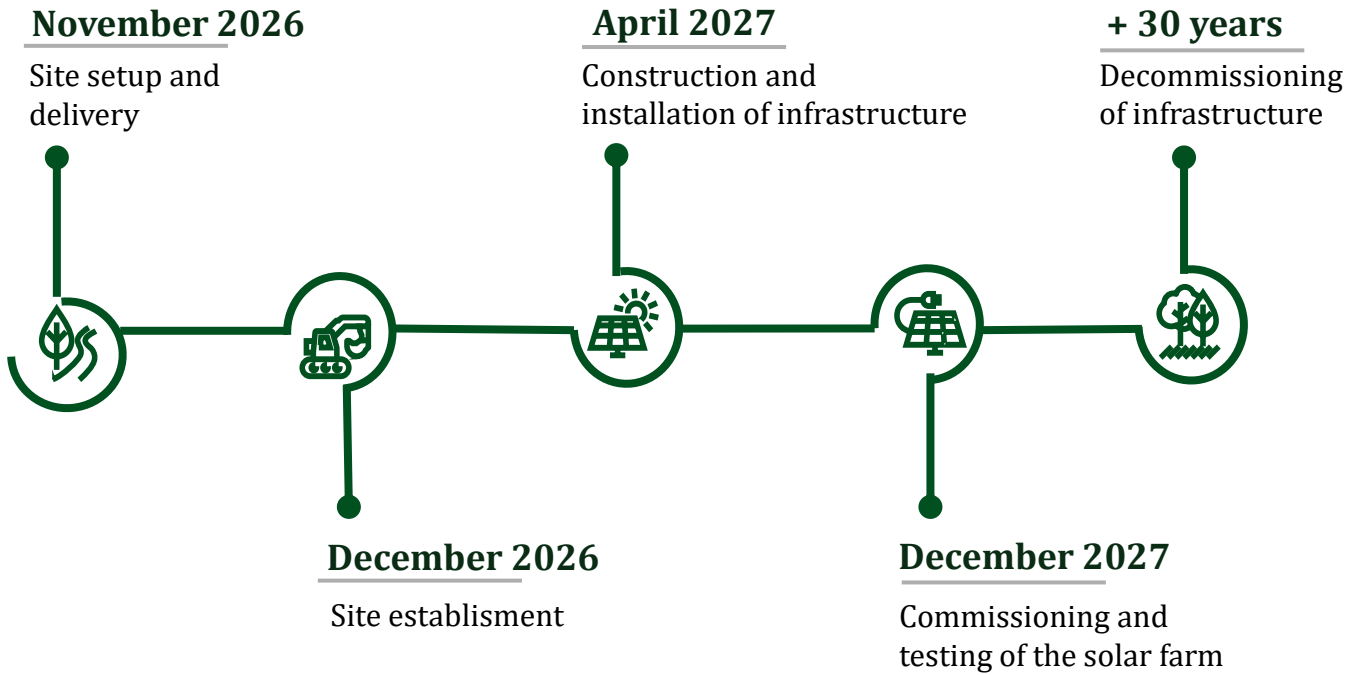 November 2026
Site setup and
delivery
December 2026
Site establisment
April 2027
Construction and
installation of infrastructure
December 2027
Commissioning and
testing of the solar farm
+ 30 years
Decommissioning
of infrastructure